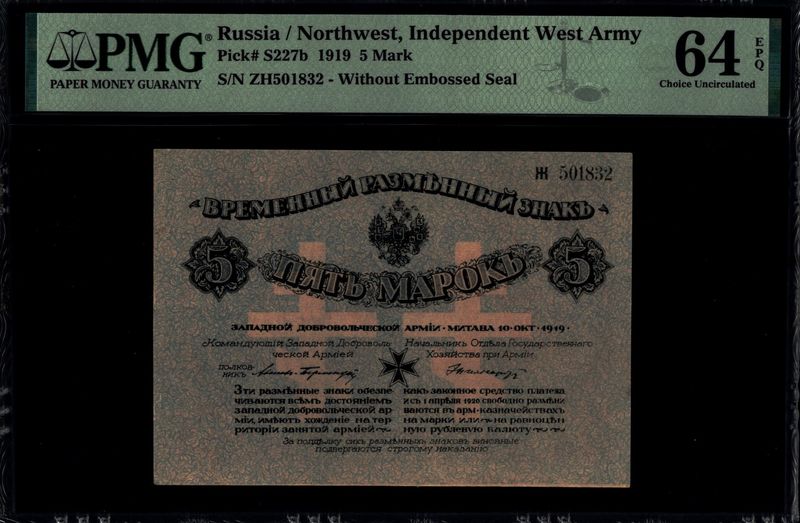 PMG®
PAPER MONEY GUARANTY
Russia / Northwest, Independent West Army
Pick# S227b 1919 5 Mark
S/N ZH501832 - Without Embossed Seal
64 EPQ
Choice Uncirculated
Ж 501832
ВРЕМЕННЫЙ РАЗМѢННЫЙ ЗНАКЪ
5 ПЯТЬ МАРОКЪ 5
ЗАПАДНОЙ ДОБРОВОЛЬЧЕСКОЙ АРМІИ · МИТАВА 10 · ОКТ · 1919 ·
Командующій Западной Доброволь Начальникъ Отдѣла Государственнаго
ческой Арміей Хозяйства при Арміи
ПОЛКОВ-
НИКЪ
Эти размѣнные знаки обезпе какъ законное средство платежа
чиваются всѣмъ достояніемъ и съ 1 апрѣля 1920 свободно размѣни
западной добровольческой ар ваются въ арм-казначействахъ
міи, имѣютъ хожденіе на тер на марки или на равноцѣн
риторіи занятой арміей ную рублевую валюту
За поддѣлку сихъ размѣнныхъ знаковъ виновные
подвергаются строгому наказанію